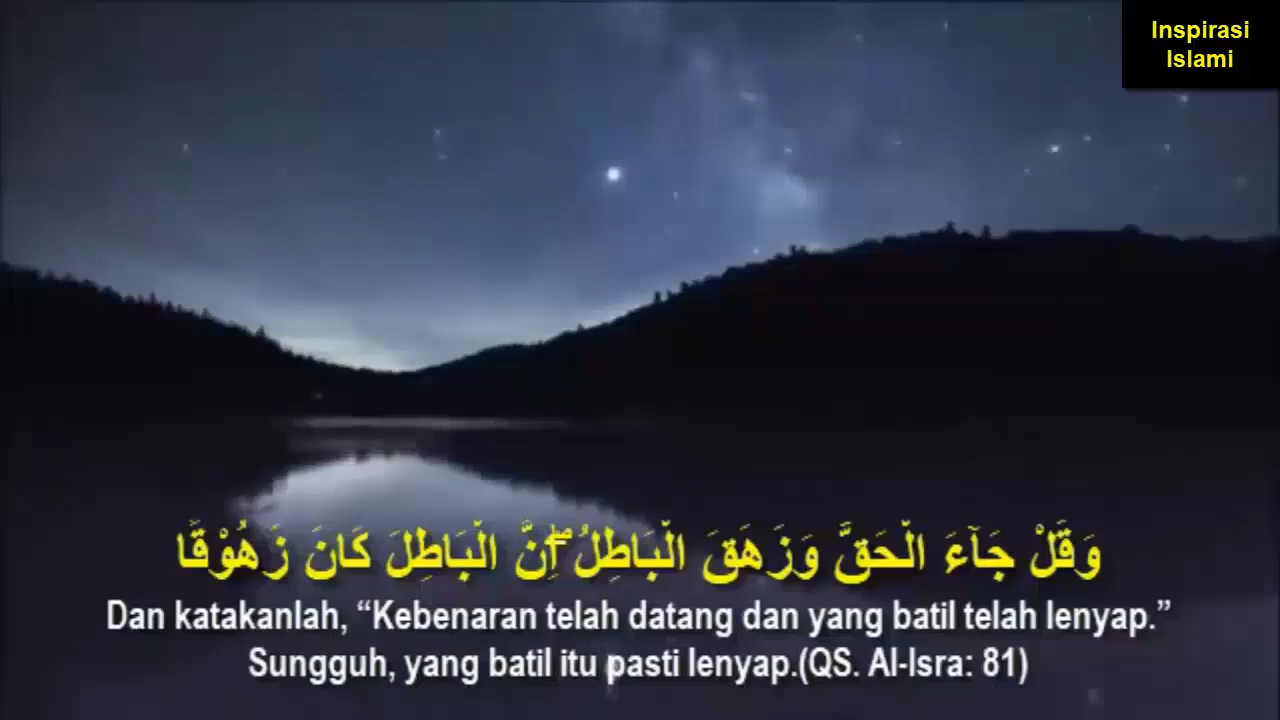 Inspirasi
Islami
وَقَلْ جَآءَ الْحَقَّ وَزَهَقَ الْبَاطِلُ ۖإِنَّ الْبَاطِلَ كَانَ زَهُوْقًا
Dan katakanlah, “Kebenaran telah datang dan yang batil telah lenyap.”
Sungguh, yang batil itu pasti lenyap.(QS. Al-Isra: 81)